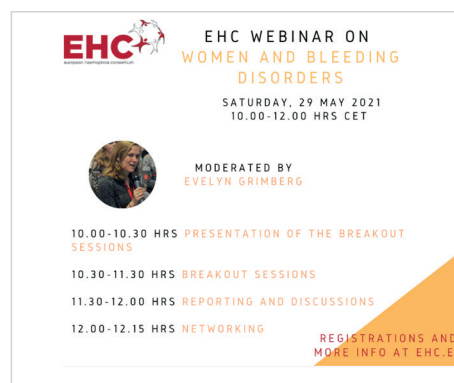 EHC
european haemophilia consortium
EHC WEBINAR ON
WOMEN AND BLEEDING
DISORDERS
SATURDAY, 29 MAY 2021
10.00-12.00 HRS CET
MODERATED BY
EVELYN GRIMBERG
10.00-10.30 HRS PRESENTATION OF THE BREAKOUT
SESSIONS
10.30-11.30 HRS BREAKOUT SESSIONS
11.30-12.00 HRS REPORTING AND DISCUSSIONS
12.00-12.15 HRS NETWORKING
REGISTRATIONS AND
MORE INFO AT EHC.E